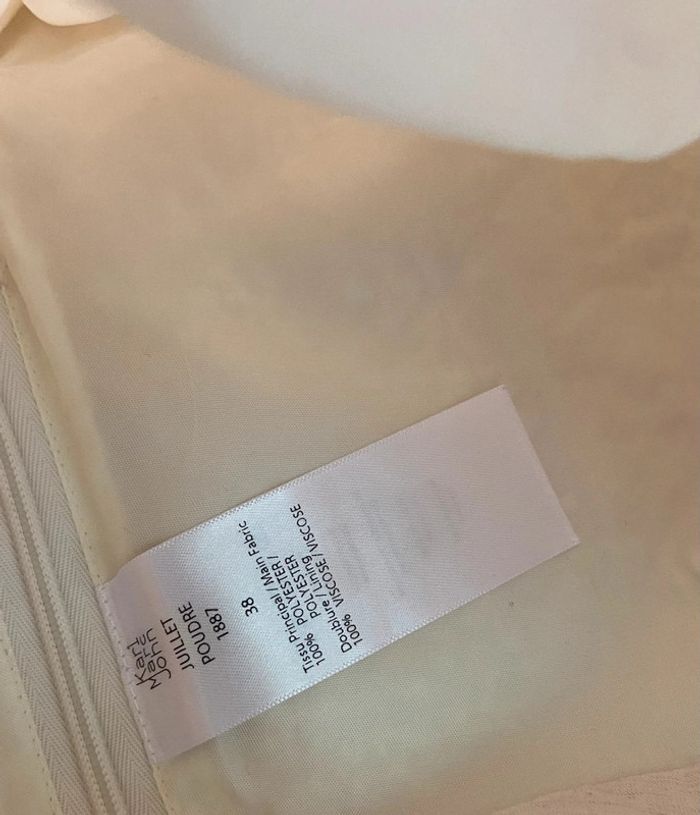 Karl
Marc
John
JUILLET
POUDRE
1887
38
Tissu Principal/ Main Fabric
100% POLYESTER /
POLYESTER
Doublure / Lining
100% VISCOSE / VISCOSE